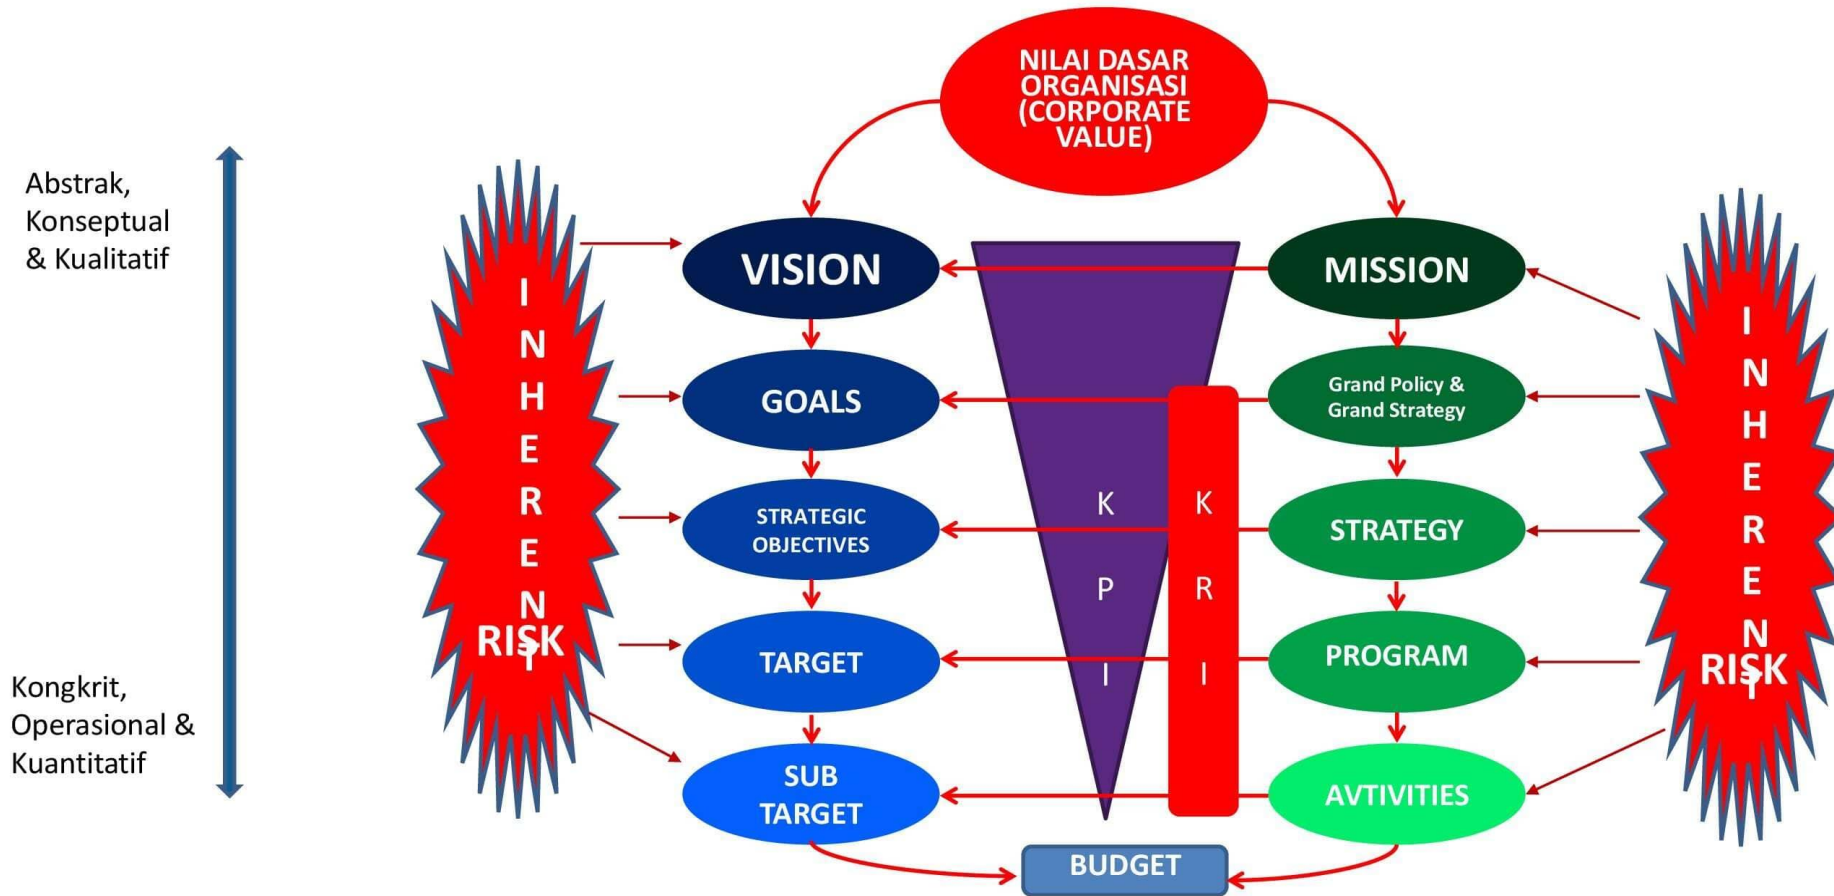 NILAI DASAR
ORGANISASI
(CORPORATE
VALUE)
Abstrak,
Konseptual
& Kualitatif
Kongkrit,
Operasional &
Kuantitatif
I
N
H
E
R
E
N
T
RISK
VISION
GOALS
STRATEGIC
OBJECTIVES
TARGET
SUB
TARGET
K
P
I
K
R
I
MISSION
Grand Policy &
Grand Strategy
STRATEGY
PROGRAM
AVTIVITIES
I
N
H
E
R
E
N
T
RISK
BUDGET